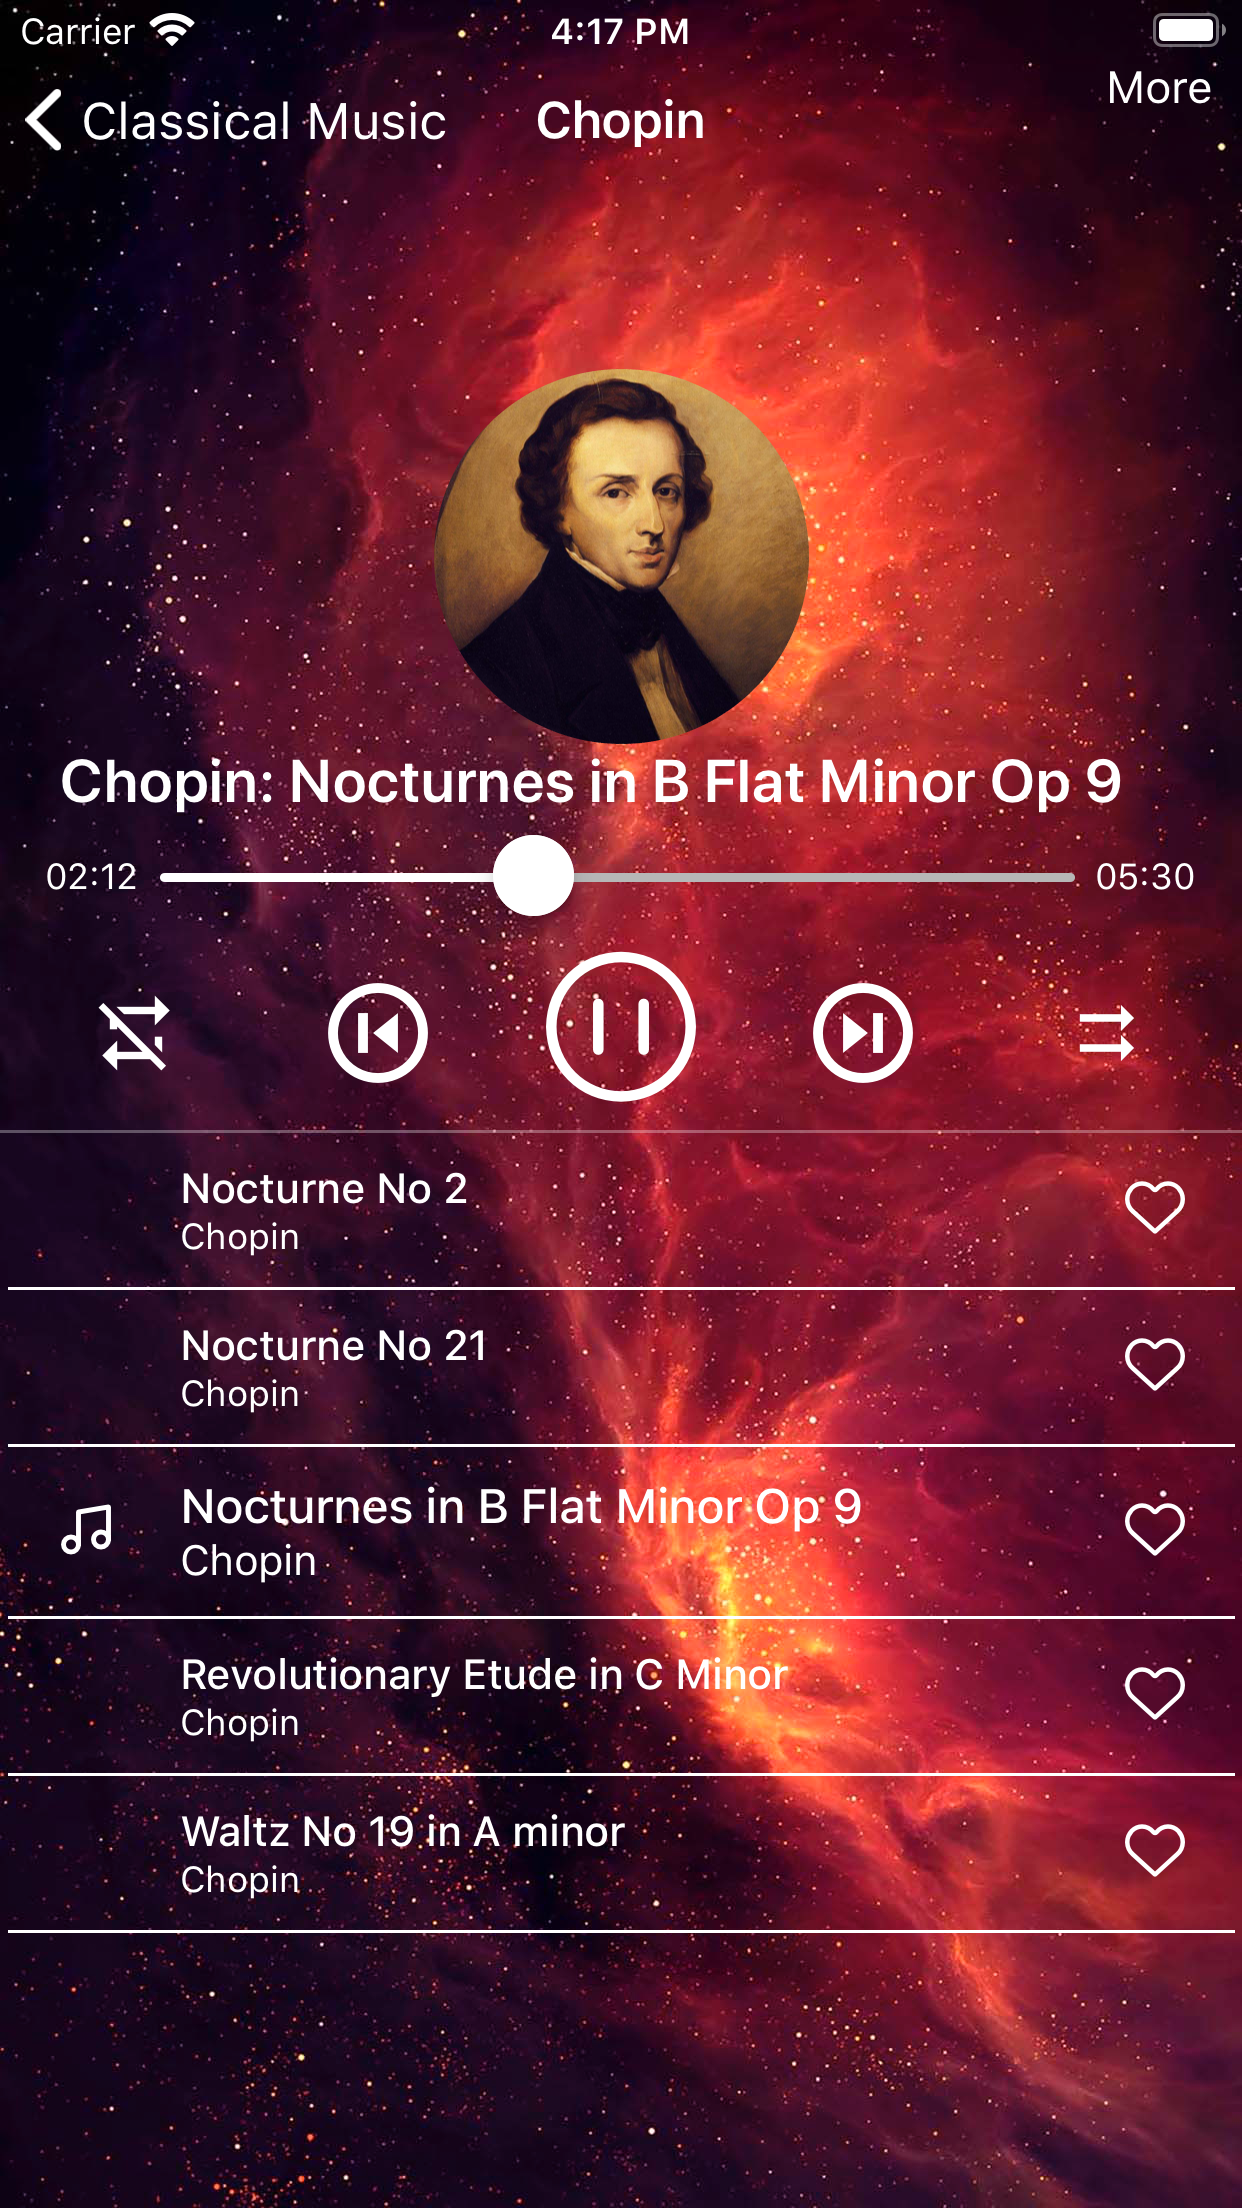 Carrier 4:17 PM
More
Classical Music Chopin
Chopin: Nocturnes in B Flat Minor Op 9
02:12 05:30
Nocturne No 2
Chopin
Nocturne No 21
Chopin
Nocturnes in B Flat Minor Op 9
Chopin
Revolutionary Etude in C Minor
Chopin
Waltz No 19 in A minor
Chopin